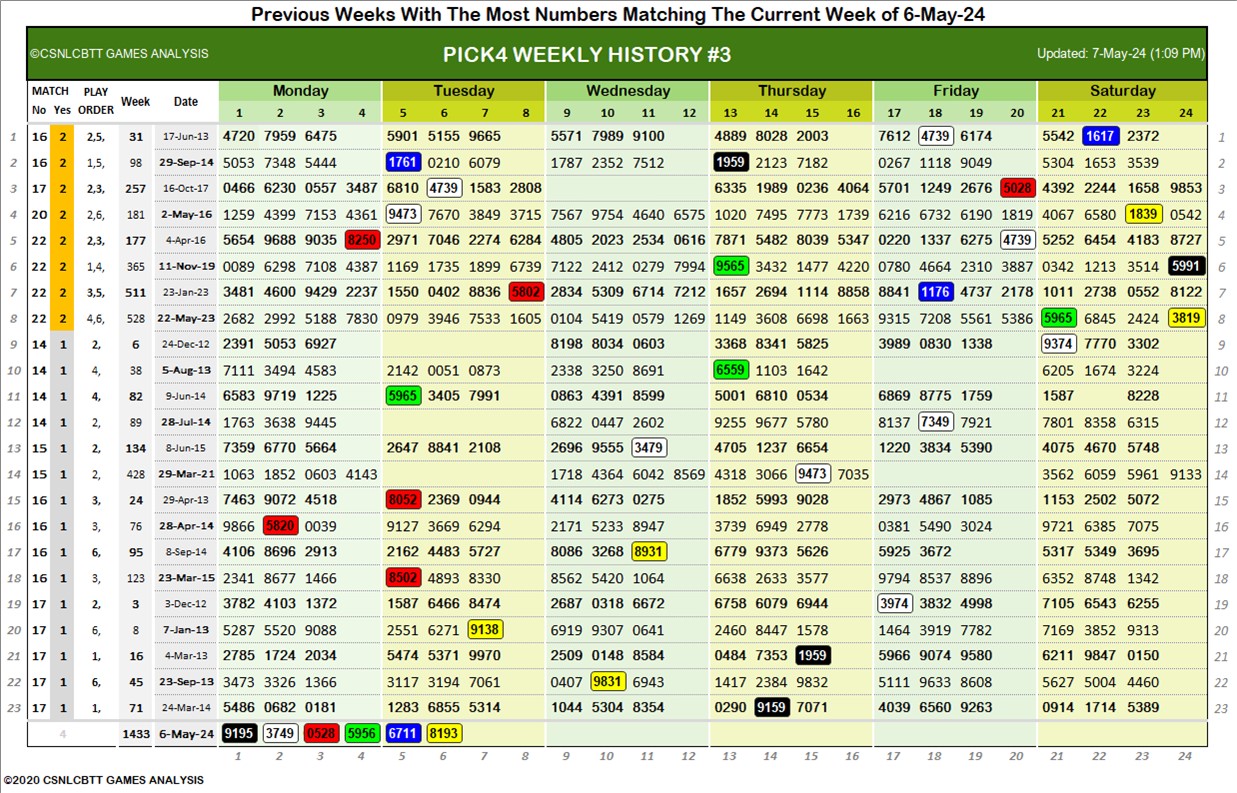 Previous Weeks With The Most Numbers Matching The Current Week of 6-May-24
©CSNLCBTT GAMES ANALYSIS PICK4 WEEKLY HISTORY #3 Updated: 7-May-24 (1:09 PM)
MATCH PLAY Week Date Monday Tuesday Wednesday Thursday Friday Saturday
No Yes ORDER 1 2 3 4 5 6 7 8 9 10 11 12 13 14 15 16 17 18 19 20 21 22 23 24
1 16 2 2,5, 31 17-Jun-13 4720 7959 6475 5901 5155 9665 5571 7989 9100 4889 8028 2003 7612 4739 6174 5542 1617 2372 1
2 16 2 1,5, 98 29-Sep-14 5053 7348 5444 1761 0210 6079 1787 2352 7512 1959 2123 7182 0267 1118 9049 5304 1653 3539 2
3 17 2 2,3, 257 16-Oct-17 0466 6230 0557 3487 6810 4739 1583 2808 6335 1989 0236 4064 5701 1249 2676 5028 4392 2244 1658 9853 3
4 20 2 2,6, 181 2-May-16 1259 4399 7153 4361 9473 7670 3849 3715 7567 9754 4640 6575 1020 7495 7773 1739 6216 6732 6190 1819 4067 6580 1839 0542 4
5 22 2 2,3, 177 4-Apr-16 5654 9688 9035 8250 2971 7046 2274 6284 4805 2023 2534 0616 7871 5482 8039 5347 0220 1337 6275 4739 5252 6454 4183 8727 5
6 22 2 1,4, 365 11-Nov-19 0089 6298 7108 4387 1169 1735 3099 6739 7122 2412 0279 7994 9565 3432 1477 4220 0780 4664 2310 3887 0342 1213 3514 5991 6
7 22 2 3,5, 511 23-Jan-23 3481 4600 9429 2237 1550 0402 8836 5802 2834 5309 6714 7212 1657 2694 1114 8858 8841 1176 4737 2178 1011 2738 0552 8122 7
8 22 2 4,6, 528 22-May-23 2682 2992 5188 7830 0979 3946 7533 1605 0104 5419 0579 1269 1149 3608 6698 1663 9315 7208 5561 5386 5965 6845 2424 3819 8
9 14 1 2, 6 24-Dec-12 2391 5053 6927 8198 8034 0603 3368 8341 5825 3989 0830 1338 9374 7770 3302 9
10 14 1 4, 38 5-Aug-13 7111 3494 4583 2142 0051 0873 2338 3250 8691 6559 1103 1642 6205 1674 3224 10
11 14 1 4, 82 9-Jun-14 6583 9719 1225 5965 3405 7991 0863 4391 8599 5001 6810 0534 6869 8775 1759 1587 8228 11
12 14 1 2, 89 28-Jul-14 1763 3638 9445 6822 0447 2602 9255 9677 5780 8137 7349 7921 7801 8358 6315 12
13 15 1 2, 134 8-Jun-15 7359 6770 5664 2647 8841 2108 2696 9555 3479 4705 1237 6654 1220 3834 5390 4075 4670 5748 13
14 15 1 2, 428 29-Mar-21 1063 1852 0603 4143 1718 4364 6042 8569 4318 3066 9473 7035 3562 6059 5961 9133 14
15 16 1 3, 24 29-Apr-13 7463 9072 4518 8052 2369 0944 4114 6273 0275 1852 5993 9028 2973 4867 1085 1153 2502 5072 15
16 16 1 3, 76 28-Apr-14 9866 5820 0039 9127 3669 6294 2171 5233 8947 3739 6949 2778 0381 5490 3024 9721 6385 7075 16
17 16 1 6, 95 8-Sep-14 4106 8696 2913 2162 4483 5727 8086 3268 8931 6779 9373 5626 5925 3672 5317 5349 3695 17
18 16 1 3, 123 23-Mar-15 2341 8677 1466 8502 4893 8330 8562 5420 1064 6638 2633 3577 9794 8537 8896 6352 8748 1342 18
19 17 1 2, 3 3-Dec-12 3782 4103 1372 1587 6466 8474 2687 0318 6672 6758 6079 6944 3974 3832 4998 7105 6543 6255 19
20 17 1 6, 8 7-Jan-13 5287 5520 9088 2551 6271 9138 6919 9307 0641 2460 8447 1578 1464 3919 7782 7169 3852 9313 20
21 17 1 1, 16 4-Mar-13 2785 1724 2034 5474 5371 9970 2509 0148 8584 0484 7353 1959 5966 9074 9580 6211 9847 0150 21
22 17 1 6, 45 23-Sep-13 3473 3326 1366 3117 3194 7061 0407 9831 6943 1417 2384 9832 5111 9633 8608 5627 5004 4460 22
23 17 1 1, 71 24-Mar-14 5486 0682 0181 1283 6855 5314 1044 5304 8354 0290 9159 7071 4039 6560 9263 0914 1714 5389 23
4 1433 6-May-24 9195 3749 0528 5956 6711 8193
1 2 3 4 5 6 7 8 9 10 11 12 13 14 15 16 17 18 19 20 21 22 23 24
©2020 CSNLCBTT GAMES ANALYSIS